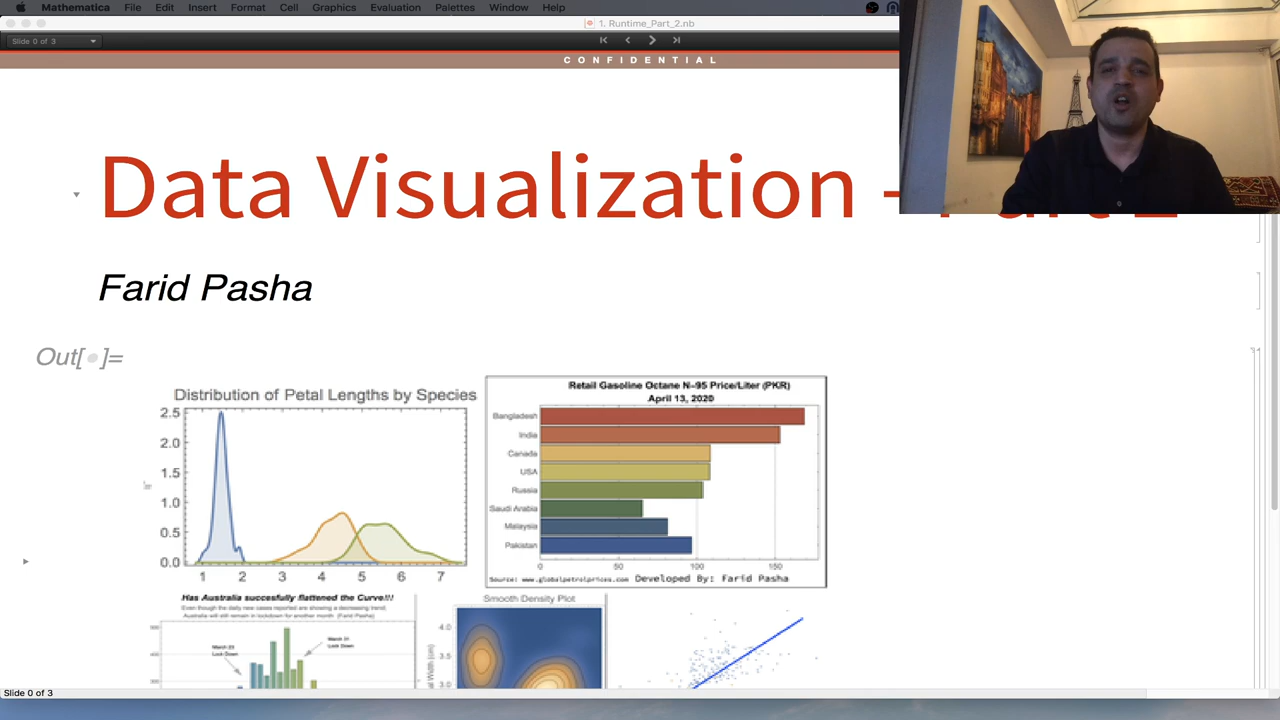 Mathematica File Edit Insert Format Cell Graphics Evaluation Palettes Window Help
1. Runtime_Part_2.nb
Slide 0 of 3
CONFIDENTIAL
Data Visualization -
Farid Pasha
Out[ ]=
Distribution of Petal Lengths by Species
2.5
2.0
1.5
1.0
0.5
0.0
1 2 3 4 5 6 7
Retail Gasoline Octane N-95 Price/Liter (PKR)
April 13, 2020
Bangladesh
India
Canada
USA
Russia
Saudi Arabia
Malaysia
Pakistan
0 50 100 150
Source: www.globalpetrolprices.com Developed By: Farid Pasha
Has Australia succesfully flattened the Curve!!!
Even though the daily new cases reported are showing a decreasing trend,
Australia will still remain in lockdown for another month (Farid Pasha)
March 23
Lock Down
March 31
Lock Down
Smooth Density Plot
4.0
3.5
3.0
al Width (cm)
Slide 0 of 3